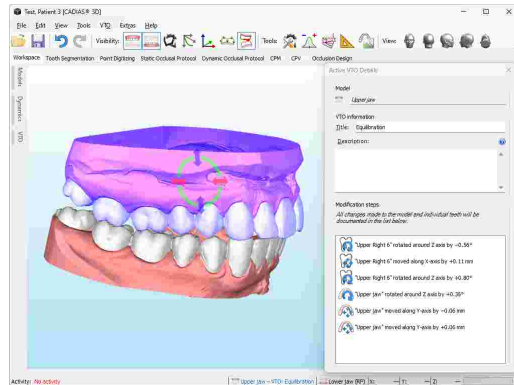 Test, Patient 3 [CADIAS® 3D]
File Edit View Tools VTO Extras Help
Visibility: Tools View
Workspace Tooth Segmentation Point Digitizing Static Occlusal Protocol Dynamic Occlusal Protocol CPM CPV Occlusion Design
Models
Dynamics
VTO
Active VTO Details
Model
Upper jaw
VTO information
Title: Equilibration
Description:
Modification steps
All changes made to the model and individual teeth will be
documented in the list below.
"Upper Right 6" rotated around Z axis by -0.56°
"Upper Right 6" moved along X-axis by +0.11 mm
"Upper Right 6" rotated around Z axis by +0.80°
"Upper Jaw" rotated around Z axis by +0.36°
"Upper Jaw" moved along Y-axis by -0.06 mm
"Upper Jaw" moved along Y-axis by +0.06 mm
Activity: No activity
Upper Jaw - VTO: Equilibration Lower Jaw (RP) X: — Y: — Z: —